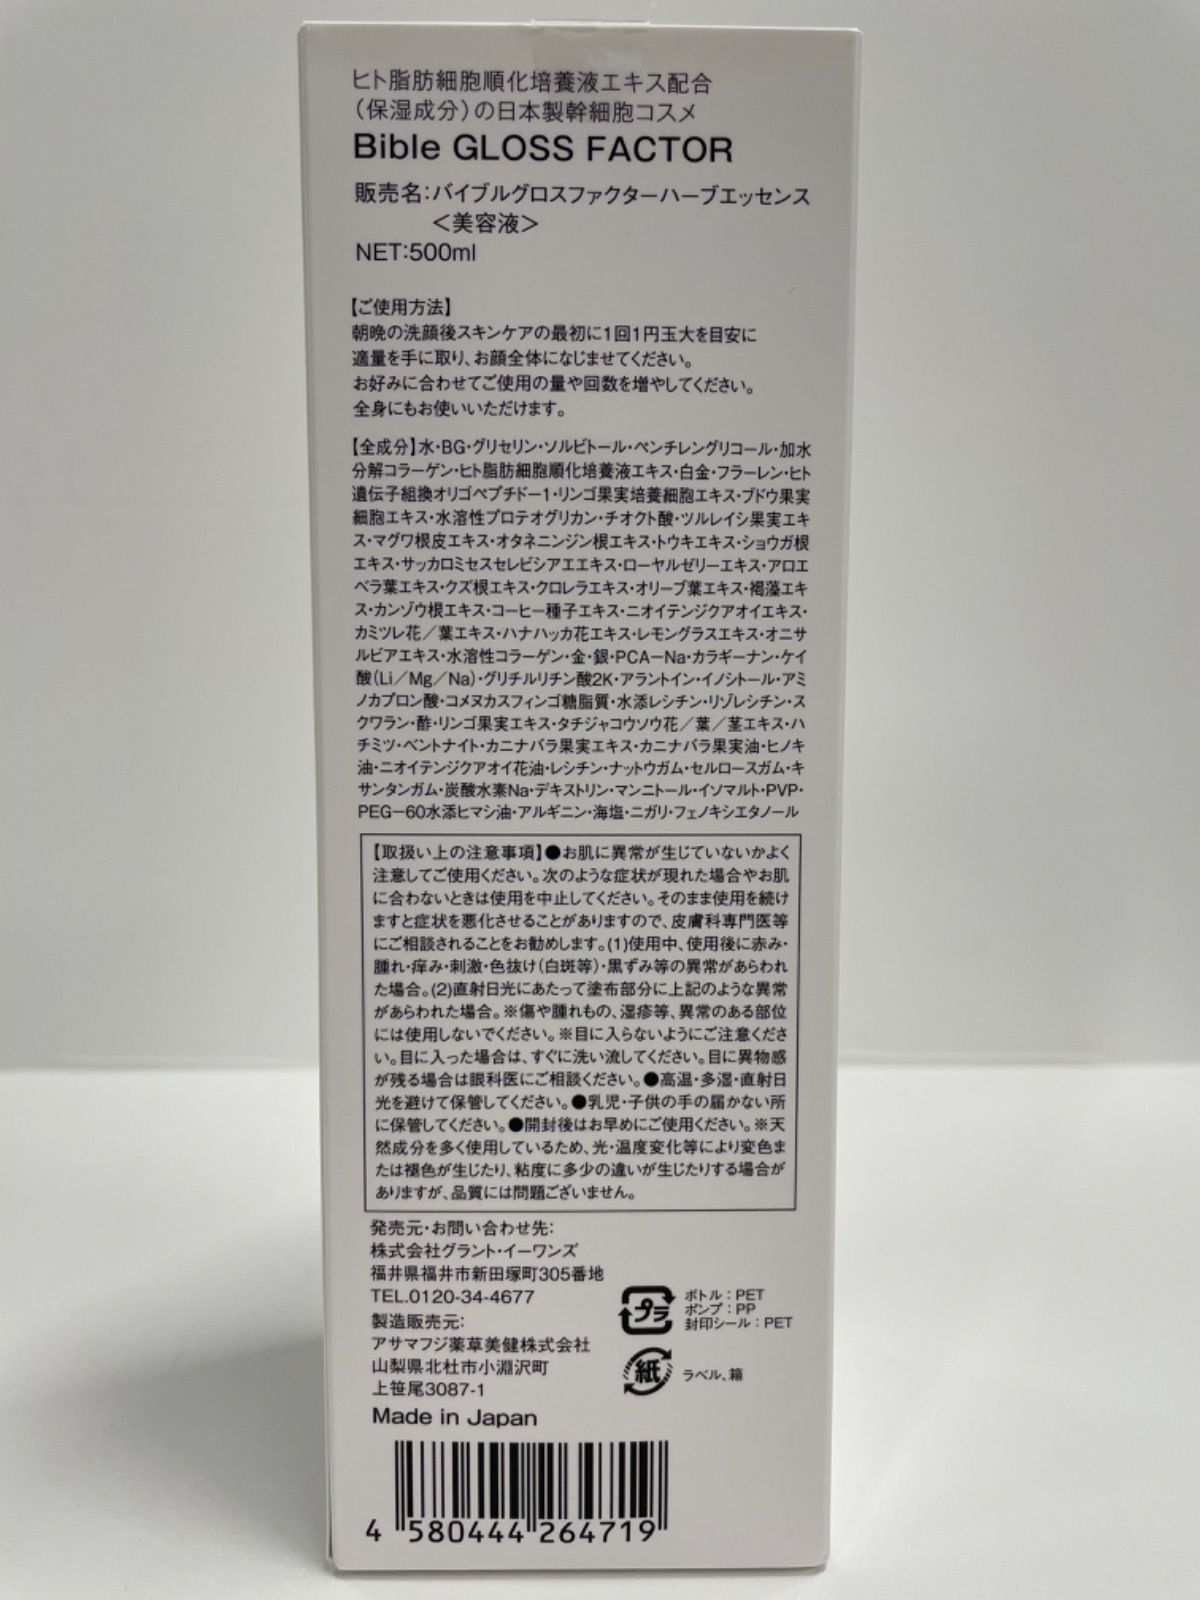 ヒト脂肪細胞順化培養液エキス配合
(保湿成分)の日本製幹細胞コスメ
Bible GLOSS FACTOR
販売名:バイブルグロスファクターハーブエッセンス
<美容液>
NET:500ml
【ご使用方法】
朝晩の洗顔後スキンケアの最初に1回1円玉大を目安に
適量を手に取り、お顔全体になじませてください。
お好みに合わせてご使用の量や回数を増やしてください。
全身にもお使いいただけます。
【全成分】水・BG・グリセリン・ソルビトール・ペンチレングリコール・加水
分解コラーゲン・ヒト脂肪細胞順化培養液エキス・白金・フラーレン・ヒト
遺伝子組換オリゴペプチド-1・リンゴ果実培養細胞エキス・ブドウ果実
細胞エキス・水溶性プロテオグリカン・チオクト酸・ツルレイシ果実エキ
ス・マグワ根皮エキス・オタネニンジン根エキス・トウキエキス・ショウガ根
エキス・サッカロミセスセレビシアエエキス・ローヤルゼリーエキス・アロエ
ベラ葉エキス・クズ根エキス・クロレラエキス・オリーブ葉エキス・褐藻エキ
ス・カンゾウ根エキス・コーヒー種子エキス・ニオイテンジクアオイエキス・
カミツレ花/葉エキス・ハナハッカ花エキス・レモングラスエキス・オニサ
ルビアエキス・水溶性コラーゲン・金・銀・PCA-Na・カラギーナン・ケイ
酸(Li/Mg/Na)・グリチルリチン酸2K・アラントイン・イノシトール・アミ
ノカプロン酸・コメヌカスフィンゴ糖脂質・水添レシチン・リゾレシチン・ス
クワラン・酢・リンゴ果実エキス・タチジャコウソウ花/葉/茎エキス・ハ
チミツ・ベントナイト・カニナバラ果実エキス・カニナバラ果実油・ヒノキ
油・ニオイテンジクアオイ花油・レシチン・ナットウガム・セルロースガム・キ
サンタンガム・炭酸水素Na・デキストリン・マンニトール・イソマルト・PVP・
PEG-60水添ヒマシ油・アルギニン・海塩・ニガリ・フェノキシエタノール
【取扱い上の注意事項】●お肌に異常が生じていないかよく
注意してご使用ください。次のような症状が現れた場合やお肌
に合わないときは使用を中止してください。そのまま使用を続け
ますと症状を悪化させることがありますので、皮膚科専門医等
にご相談されることをお勧めします。(1)使用中、使用後に赤み・
腫れ・痒み・刺激・色抜け(白斑等)・黒ずみ等の異常があらわれ
た場合。(2)直射日光にあたって塗布部分に上記のような異常
があらわれた場合。※傷や腫れもの、湿疹等、異常のある部位
には使用しないでください。※目に入らないようにご注意くださ
い。目に入った場合は、すぐに洗い流してください。目に異物感
が残る場合は眼科医にご相談ください。●高温・多湿・直射日
光を避けて保管してください。●乳児・子供の手の届かない所
に保管してください。●開封後はお早めにご使用ください。※天
然成分を多く使用しているため、光・温度変化等により変色ま
たは褪色が生じたり、粘度に多少の違いが生じたりする場合が
ありますが、品質には問題ございません。
発売元・お問い合わせ先:
株式会社グラント・イーワンズ
福井県福井市新田塚町305番地
TEL.0120-34-4677
製造販売元:
アサマフジ薬草美健株式会社
山梨県北杜市小淵沢町
上笹尾3087-1
Made in Japan
プラ
ボトル:PET
ポンプ:PP
封印シール:PET
紙
ラベル、箱
4 580444 264719